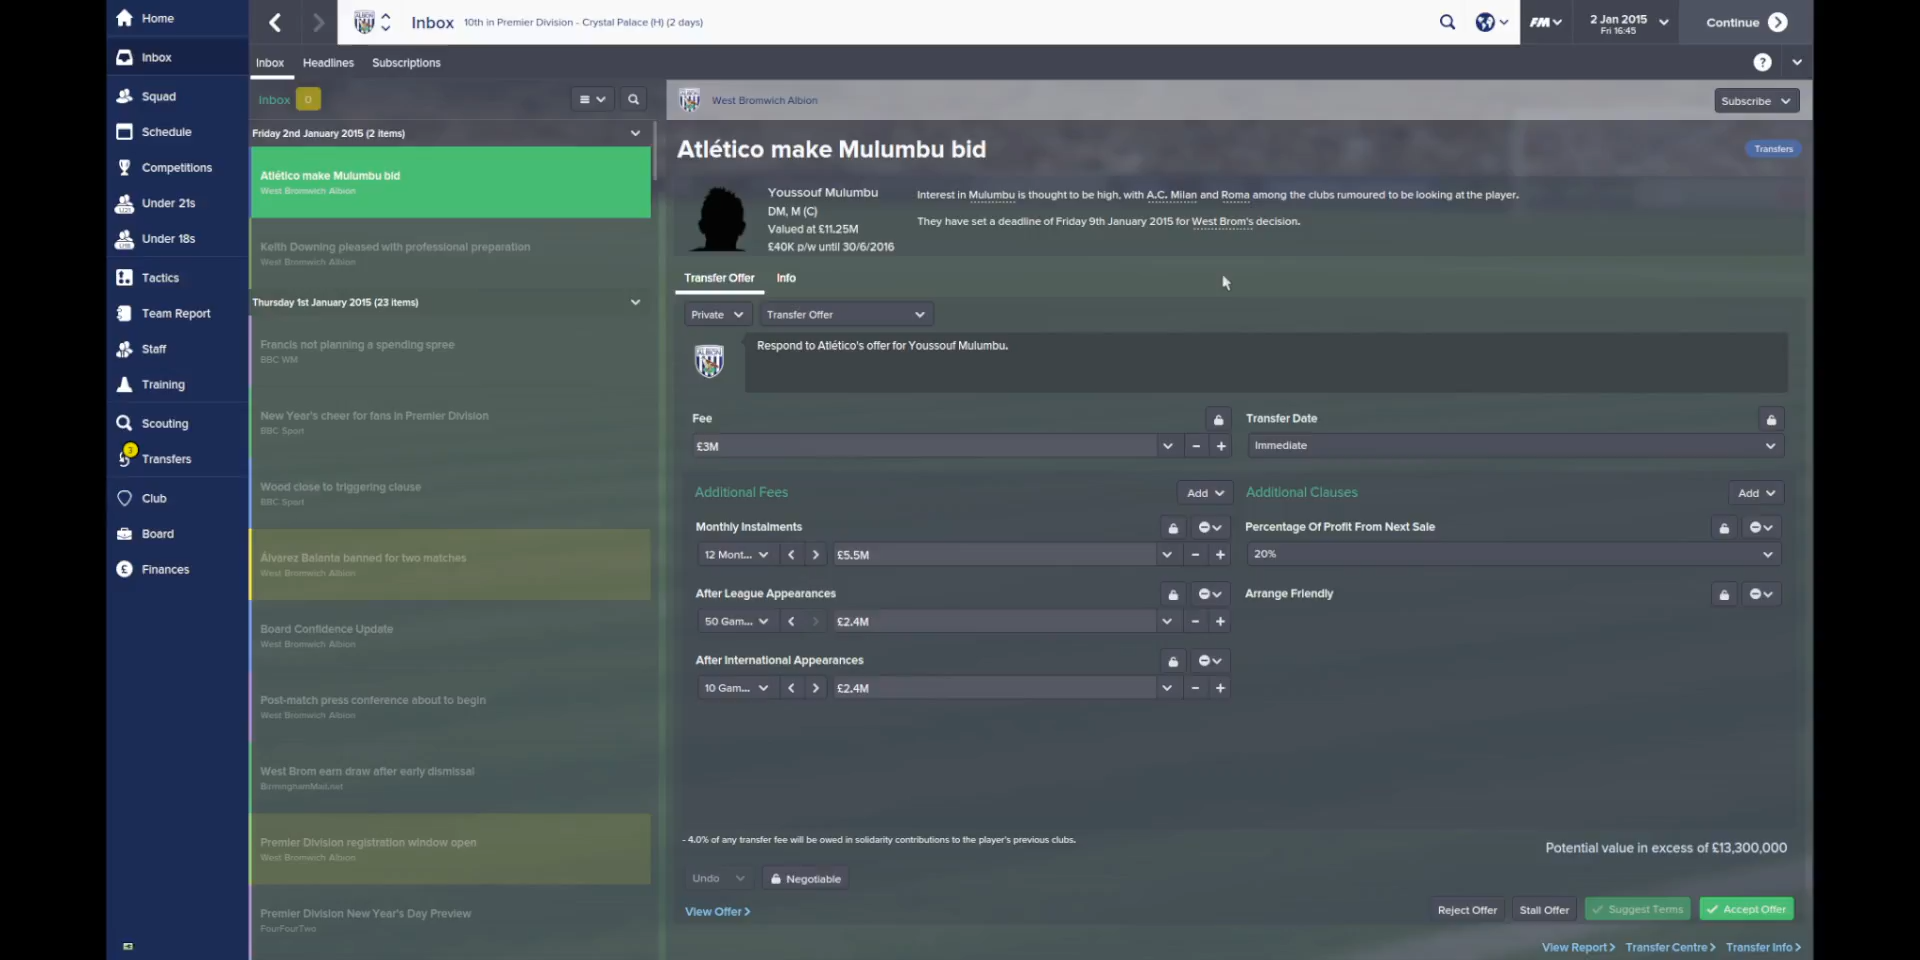 Home
Inbox
Squad
Schedule
Competitions
Under 21s
Under 18s
Tactics
Team Report
Staff
Training
Scouting
3
Transfers
Club
Board
Finances
Inbox
10th in Premier Division - Crystal Palace (H) (2 days)
FM
2 Jan 2015
Fri 16:45
Continue
Inbox
Headlines
Subscriptions
?
Inbox
0
Friday 2nd January 2015 (2 items)
Atlético make Mulumbu bid
West Bromwich Albion
Keith Downing pleased with professional preparation
West Bromwich Albion
Thursday 1st January 2015 (23 items)
Francis not planning a spending spree
BBC WM
New Year's cheer for fans in Premier Division
BBC Sport
Wood close to triggering clause
BBC Sport
Álvarez Balanta banned for two matches
West Bromwich Albion
Board Confidence Update
West Bromwich Albion
Post-match press conference about to begin
West Bromwich Albion
West Brom earn draw after early dismissal
BirminghamMail.net
Premier Division registration window open
West Bromwich Albion
Premier Division New Year's Day Preview
FourFourTwo
West Bromwich Albion
Subscribe
Atlético make Mulumbu bid
Transfers
Youssouf Mulumbu
DM, M (C)
Valued at £11.25M
£40K p/w until 30/6/2016
Interest in Mulumbu is thought to be high, with A.C. Milan and Roma among the clubs rumoured to be looking at the player.
They have set a deadline of Friday 9th January 2015 for West Brom's decision.
Transfer Offer
Info
Private
Transfer Offer
Respond to Atlético's offer for Youssouf Mulumbu.
Fee
£3M
Transfer Date
Immediate
Additional Fees
Add
Additional Clauses
Add
Monthly Instalments
12 Mont...
£5.5M
Percentage Of Profit From Next Sale
20%
After League Appearances
50 Gam...
£2.4M
Arrange Friendly
After International Appearances
10 Gam...
£2.4M
- 4.0% of any transfer fee will be owed in solidarity contributions to the player's previous clubs.
Potential value in excess of £13,300,000
Undo
Negotiable
View Offer >
Reject Offer
Stall Offer
Suggest Terms
Accept Offer
View Report >
Transfer Centre >
Transfer Info >